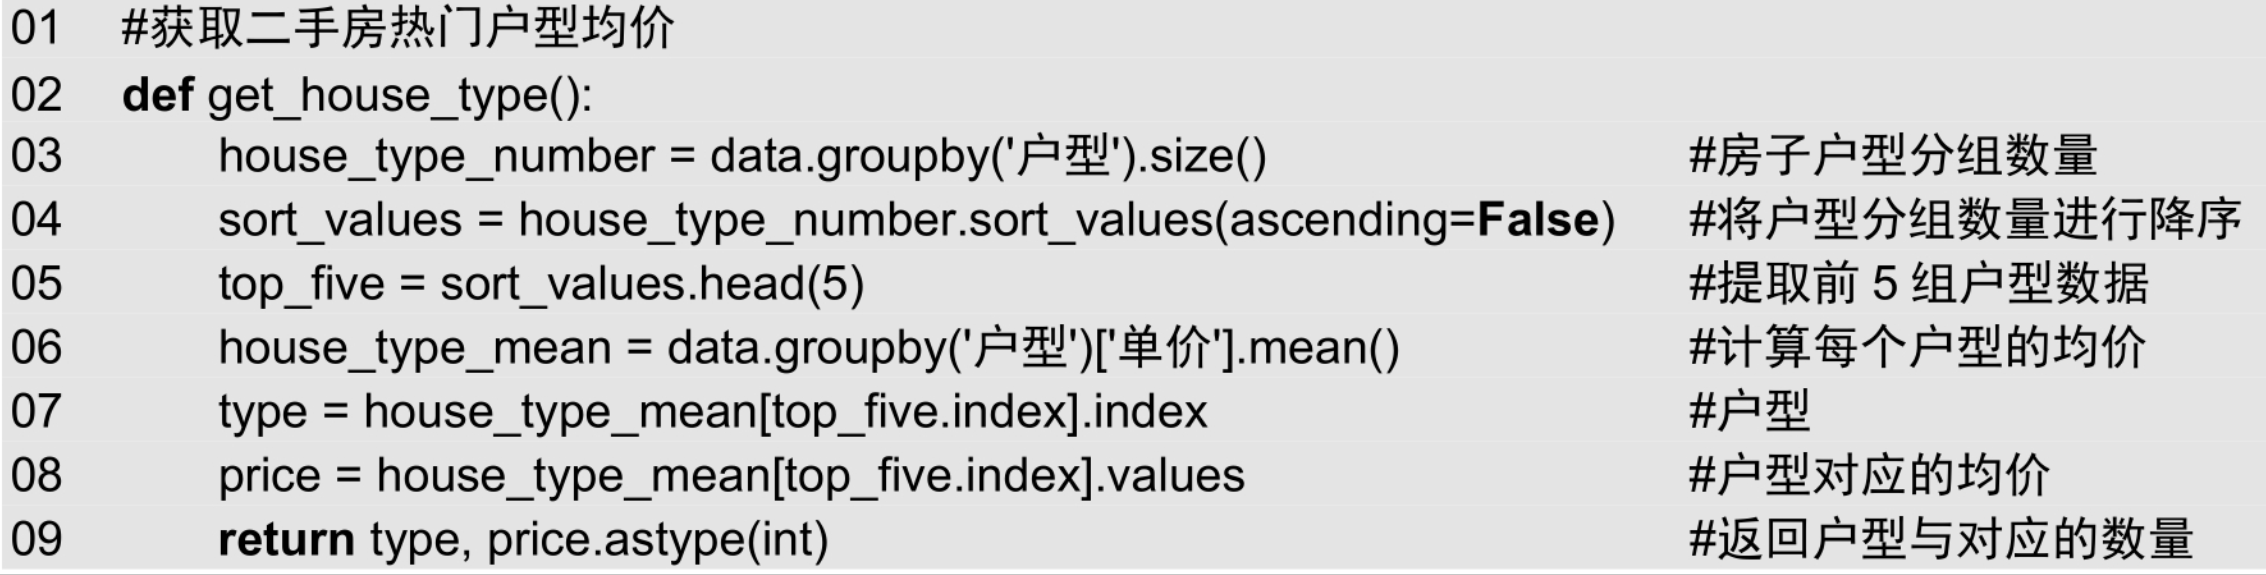 01 #获取二手房热门户型均价
02 def get_house_type():
03 house_type_number = data.groupby('户型').size() #房子户型分组数量
04 sort_values = house_type_number.sort_values(ascending=False) #将户型分组数量进行降序
05 top_five = sort_values.head(5) #提取前 5 组户型数据
06 house_type_mean = data.groupby('户型')['单价'].mean() #计算每个户型的均价
07 type = house_type_mean[top_five.index].index #户型
08 price = house_type_mean[top_five.index].values #户型对应的均价
09 return type, price.astype(int) #返回户型与对应的数量